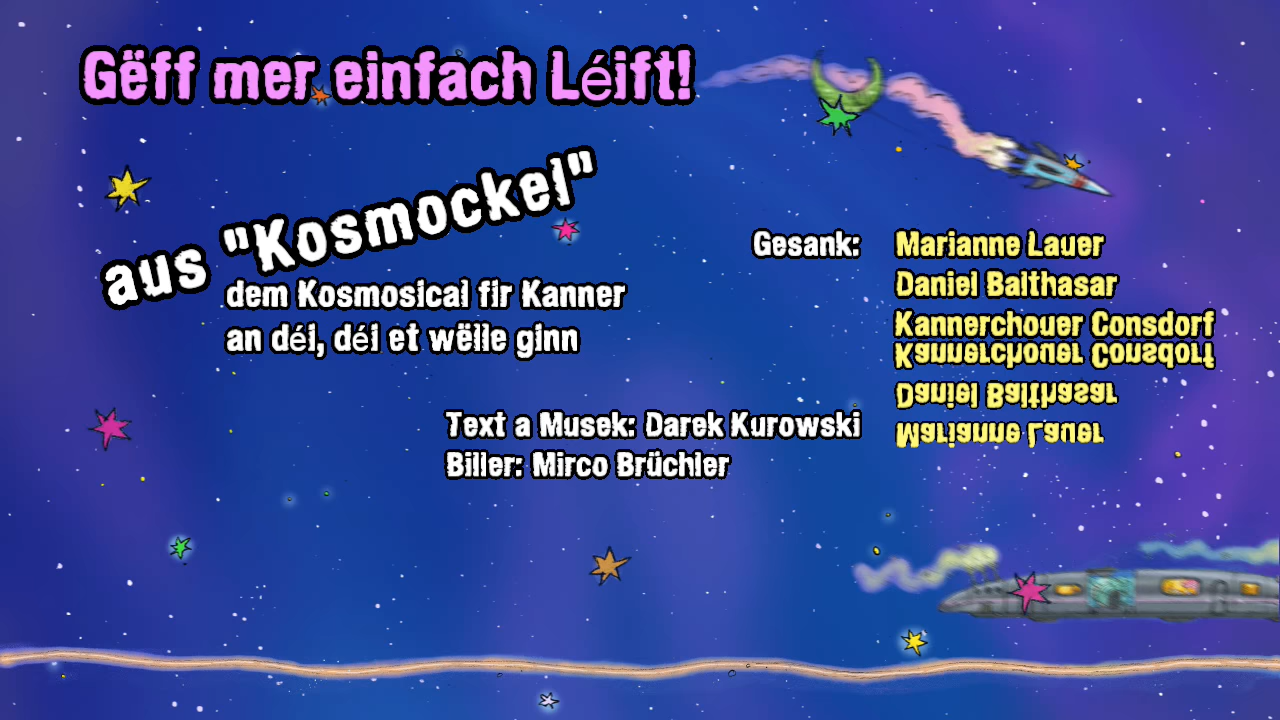 Gëff mer einfach Léift!
aus "Kosmockel"
dem Kosmosical fir Kanner
an déi, déi et wëlle ginn
Gesank: Marianne Lauer
Daniel Balthasar
Kannerchouer Consdorf
Kannerchouer Consdorf
Daniel Balthasar
Marianne Lauer
Text a Musek: Darek Kurowski
Biller: Mirco Brüchler